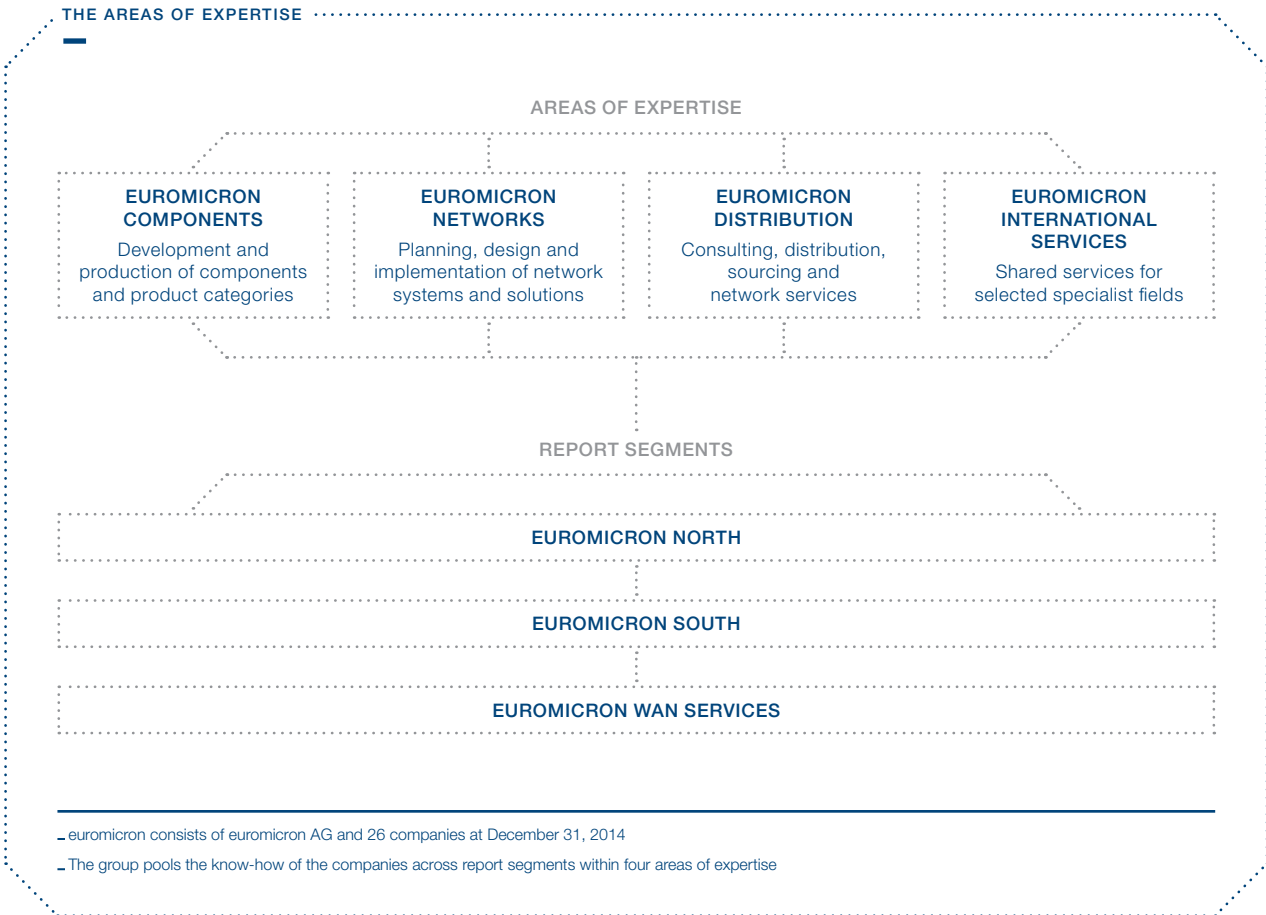 THE AREAS OF EXPERTISE
AREAS OF EXPERTISE
EUROMICRON
COMPONENTS
Development and
production of components
and product categories
EUROMICRON
NETWORKS
Planning, design and
implementation of network
systems and solutions
EUROMICRON
DISTRIBUTION
Consulting, distribution,
sourcing and
network services
EUROMICRON
INTERNATIONAL
SERVICES
Shared services for
selected specialist fields
REPORT SEGMENTS
EUROMICRON NORTH
EUROMICRON SOUTH
EUROMICRON WAN SERVICES
euromicron consists of euromicron AG and 26 companies at December 31, 2014
The group pools the know-how of the companies across report segments within four areas of expertise